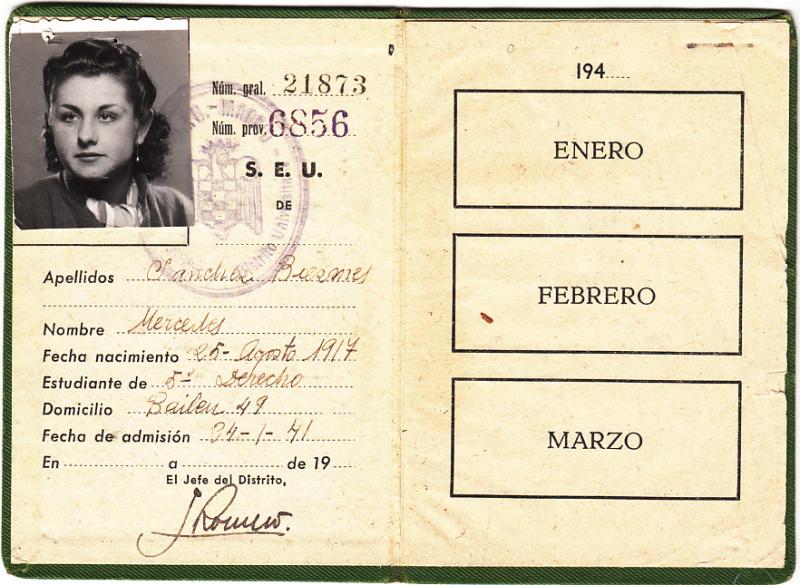 Núm. gral. 21873
Núm. prov. 6856
S. E. U.
DE
Apellidos Sánchez Biezmes
Nombre Mercedes
Fecha nacimiento 25- Agosto 1917
Estudiante de 5º Derecho
Domicilio Bailen 49
Fecha de admisión 24-1-41
En a de 19
El Jefe del Distrito,
J Romero.
194
ENERO
FEBRERO
MARZO